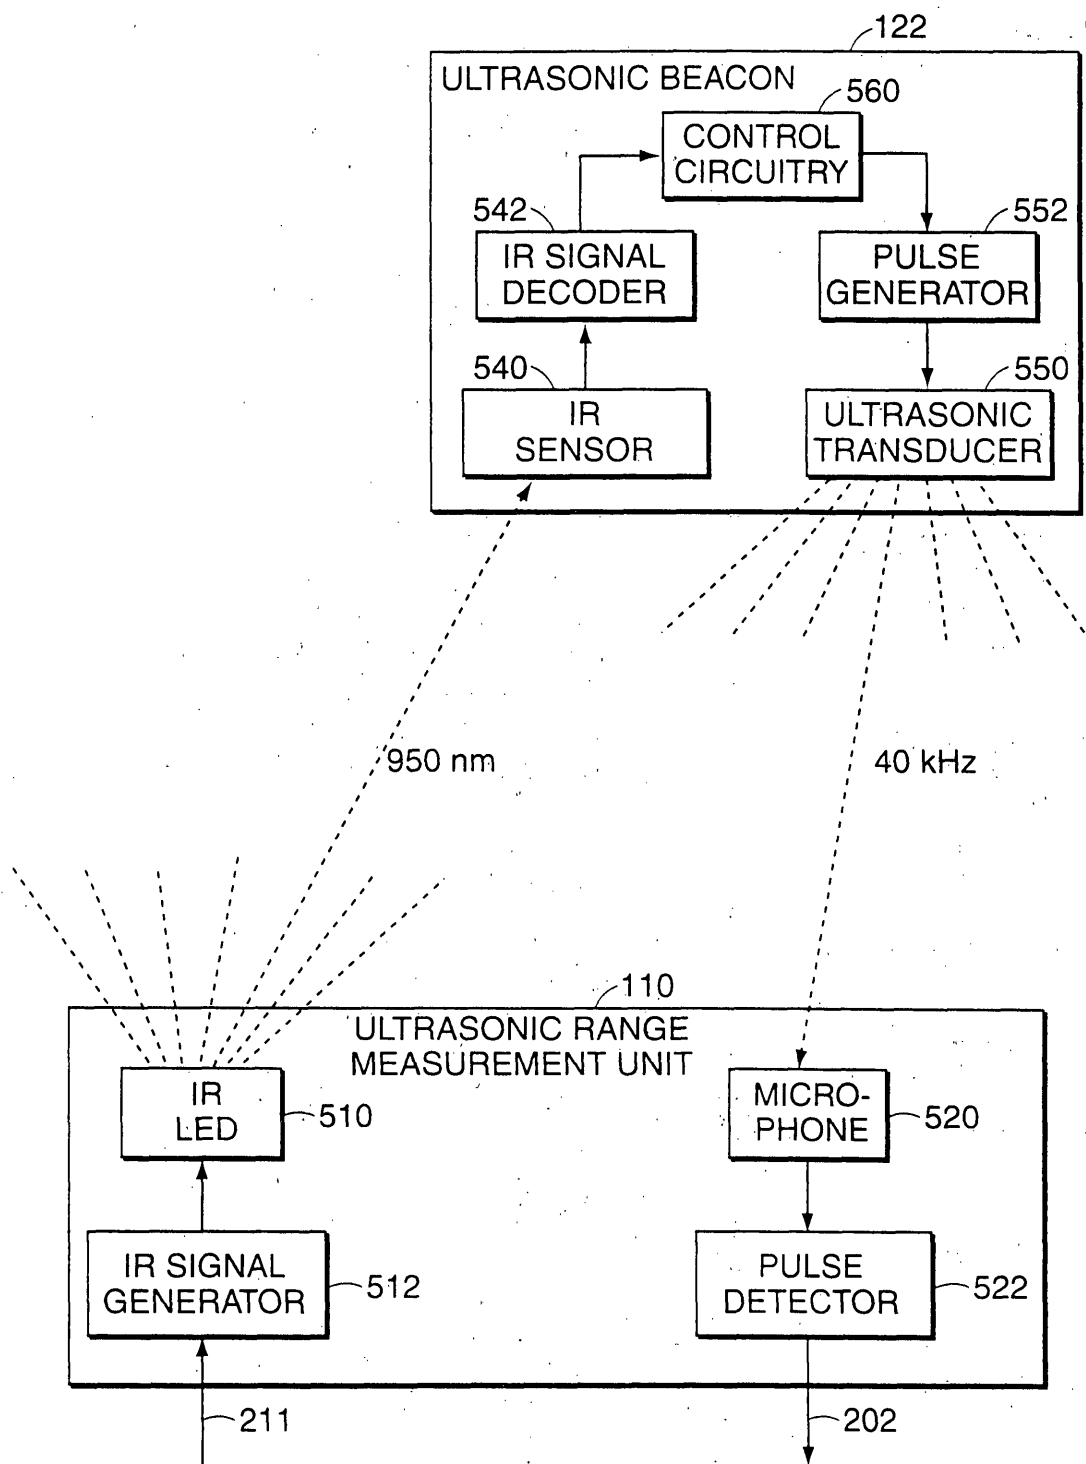 122
ULTRASONIC BEACON
560
CONTROL
CIRCUITRY
542
IR SIGNAL
DECODER
552
PULSE
GENERATOR
540
IR
SENSOR
550
ULTRASONIC
TRANSDUCER
950 nm
40 kHz
110
ULTRASONIC RANGE
MEASUREMENT UNIT
IR
LED
510
MICRO-
PHONE
520
IR SIGNAL
GENERATOR
512
PULSE
DETECTOR
522
211
202